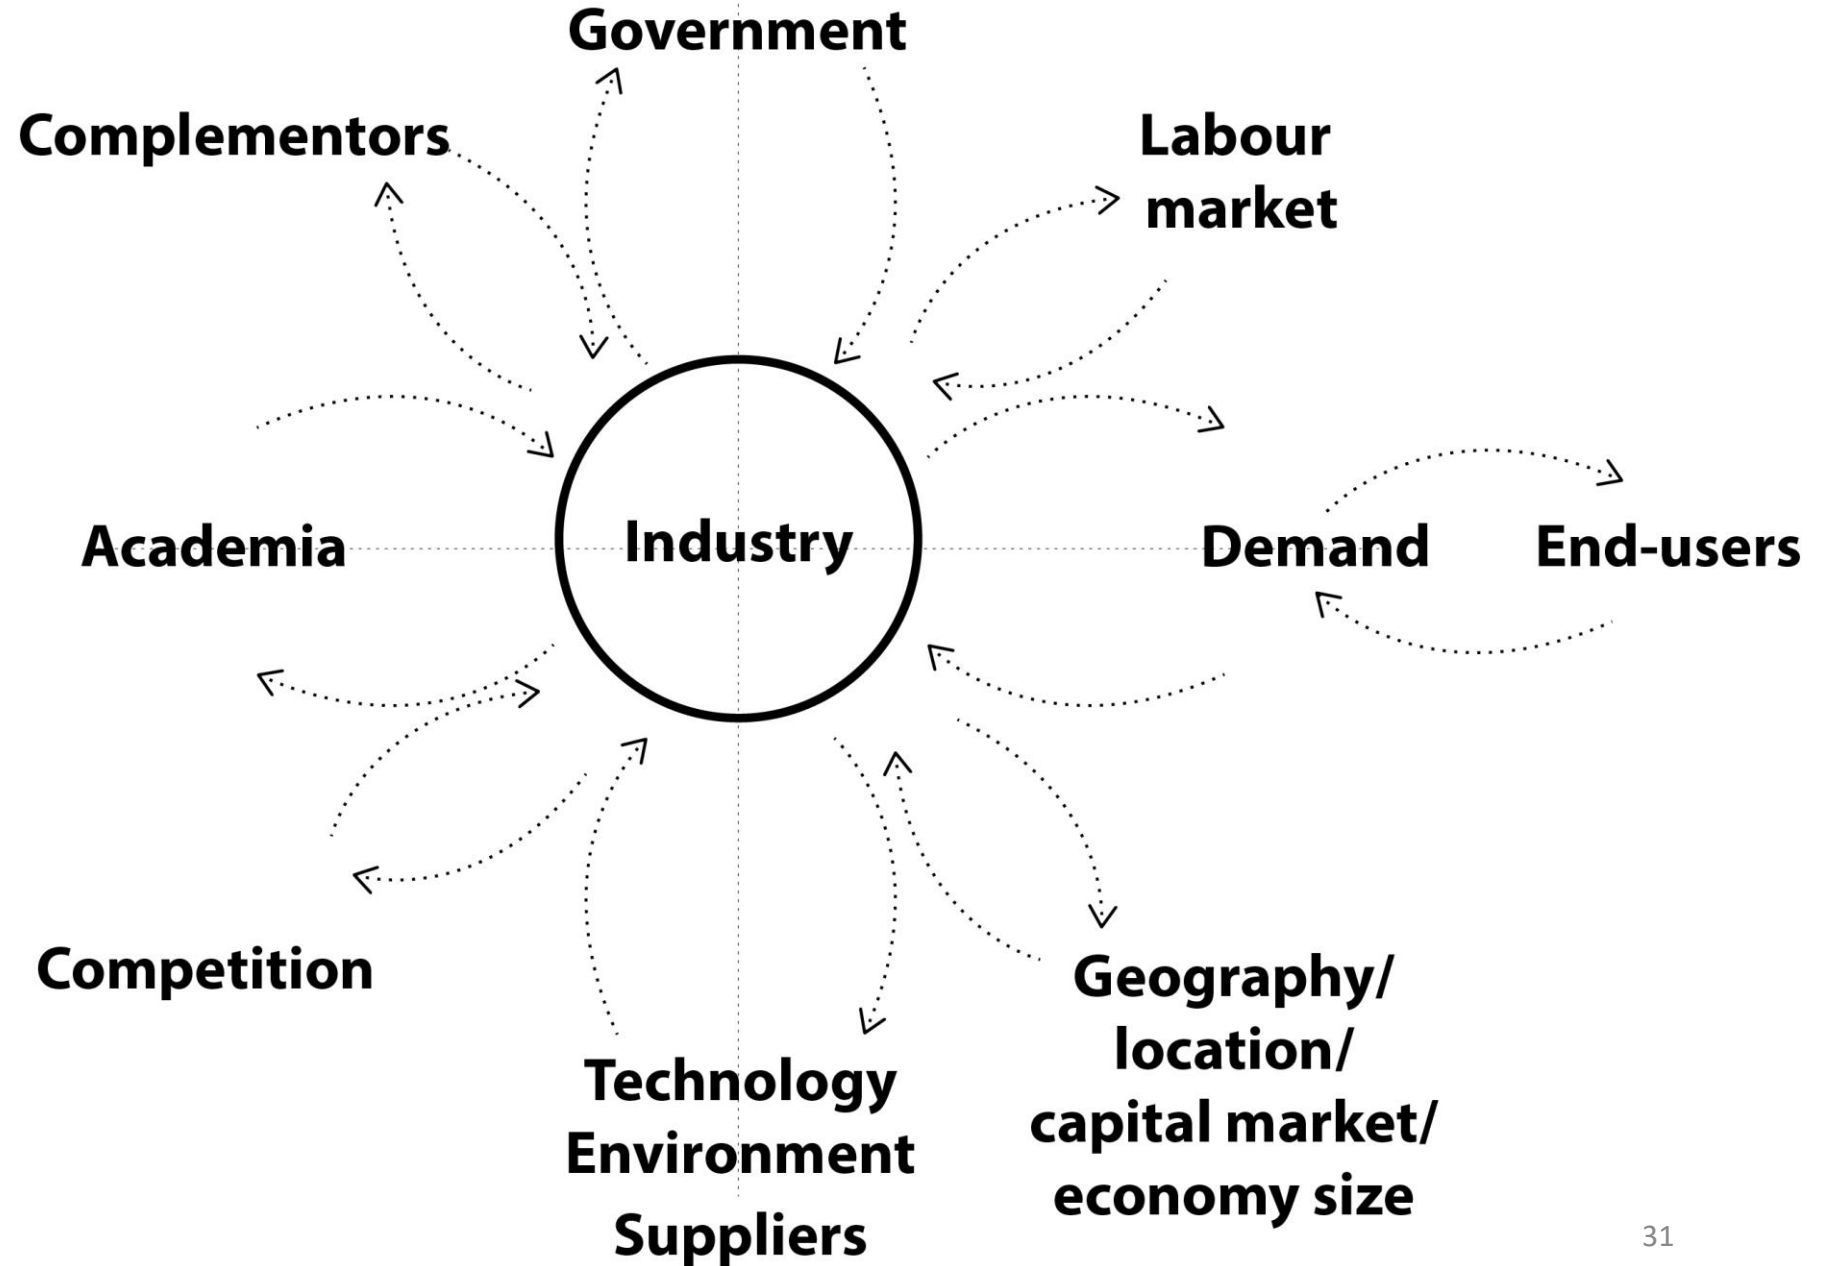 Government
Complementors
Labour
market
Academia
Industry
Demand
End-users
Competition
Geography/
location/
capital market/
economy size
Technology
Environment
Suppliers
31